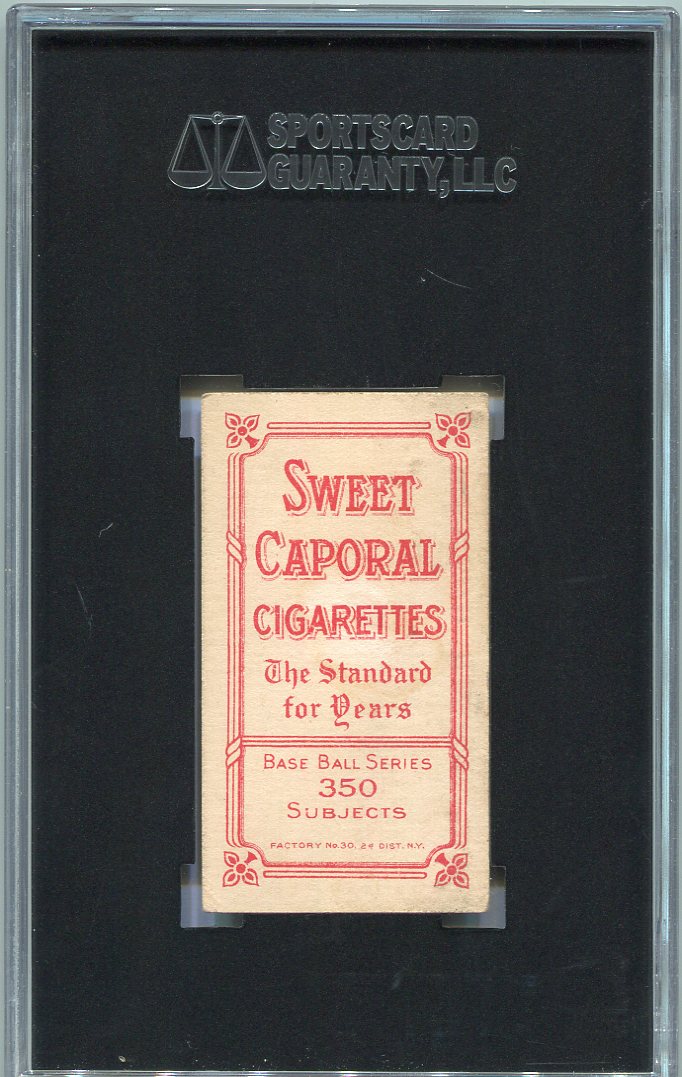 SPORTSCARD
GUARANTY, LLC
SWEET
CAPORAL
CIGARETTES
The Standard
for Years
BASE BALL SERIES
350
SUBJECTS
FACTORY No. 30, 2d DIST. N.Y.